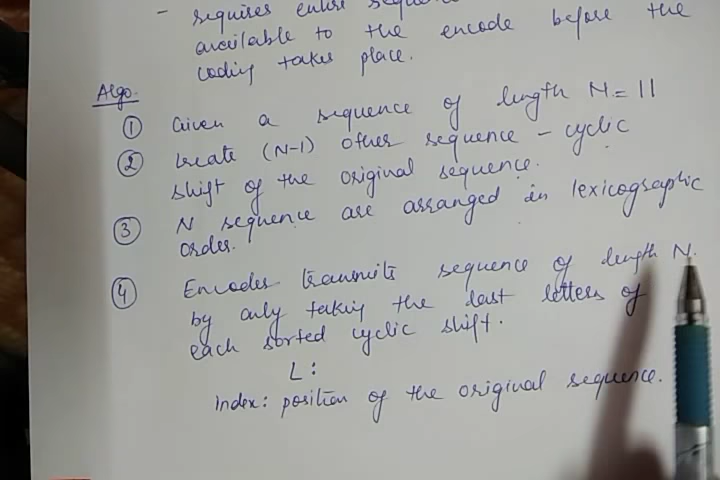 - requires entire sequence
available to the encode before the
coding takes place.
Algo.
① Given a sequence of length N = 11
② Create (N-1) other sequence - cyclic
shift of the original sequence.
③ N sequence are arranged in lexicographic
order.
④ Encoder transmits sequence of length N.
by only taking the last letters of
each sorted cyclic shift.
L:
Index: position of the original sequence.